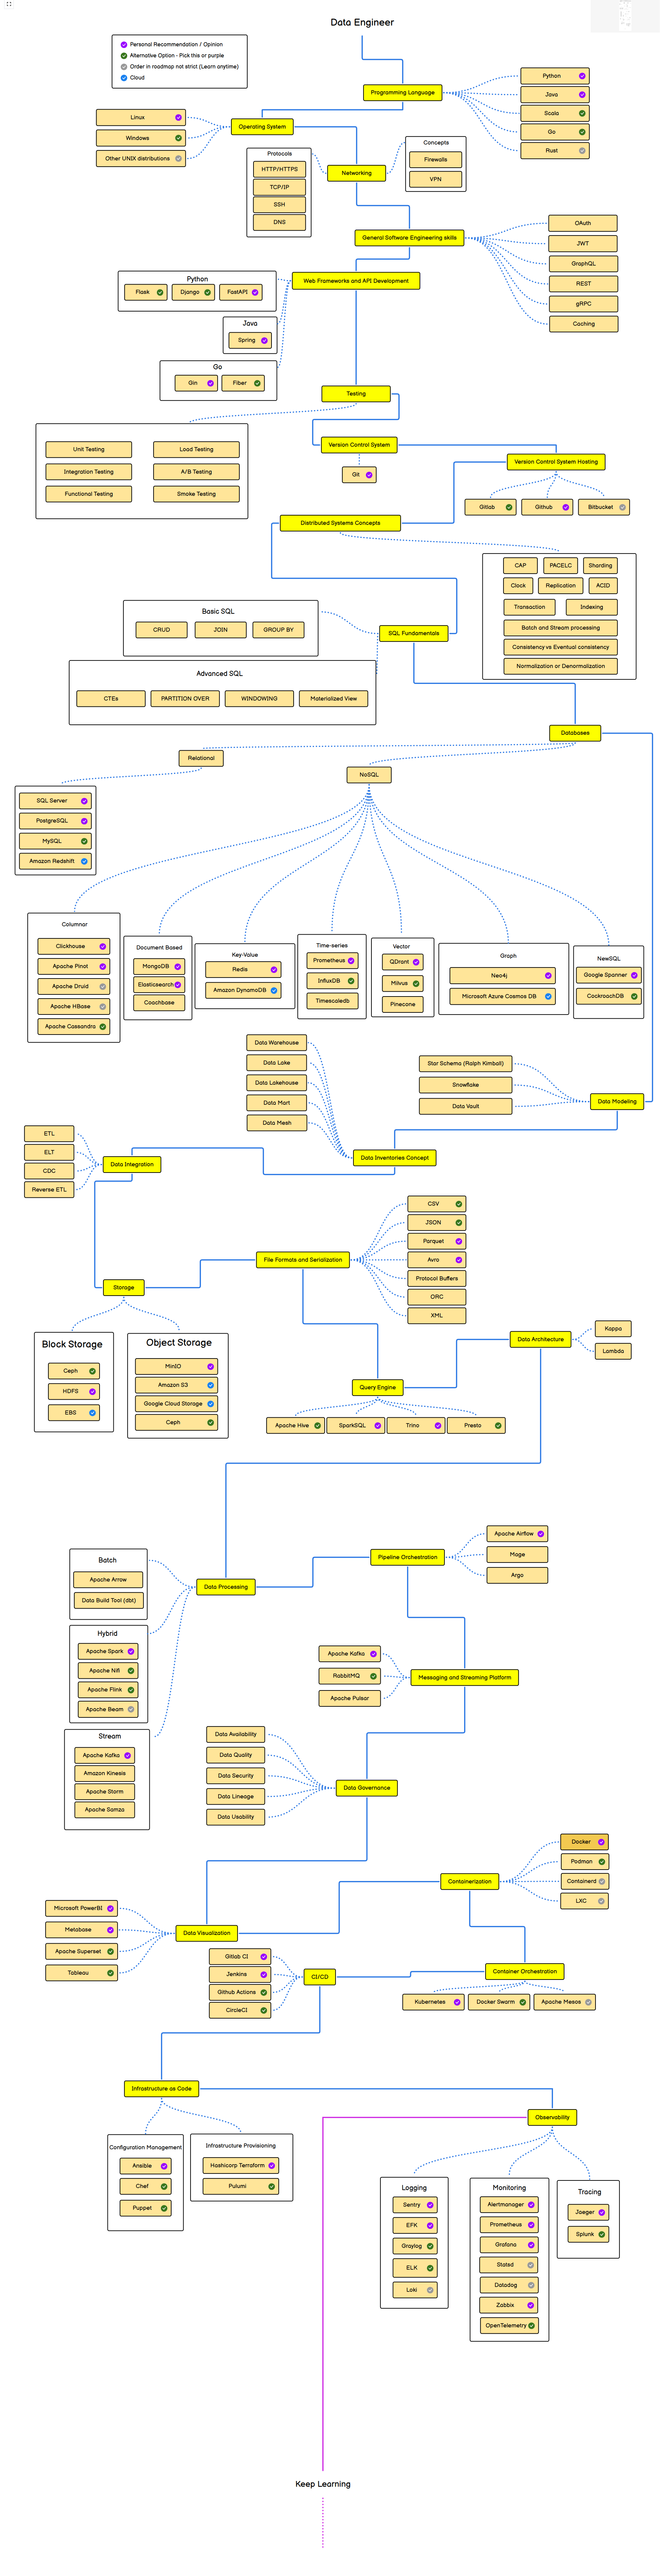 Data Engineer
Personal Recommendation / Opinion
Alternative Option - Pick this or purple
Order in roadmap not strict (Learn anytime)
Cloud
Programming Language
Python
Java
Scala
Go
Rust
Operating System
Linux
Windows
Other UNIX distributions
Networking
Protocols
HTTP/HTTPS
TCP/IP
SSH
DNS
Concepts
Firewalls
VPN
General Software Engineering skills
OAuth
JWT
GraphQL
REST
gRPC
Caching
Web Frameworks and API Development
Python
Flask
Django
FastAPI
Java
Spring
Go
Gin
Fiber
Testing
Unit Testing
Load Testing
Integration Testing
A/B Testing
Functional Testing
Smoke Testing
Version Control System
Git
Version Control System Hosting
Gitlab
Github
Bitbucket
Distributed Systems Concepts
CAP
PACELC
Sharding
Clock
Replication
ACID
Transaction
Indexing
Batch and Stream processing
Consistency vs Eventual consistency
Normalization or Denormalization
SQL Fundamentals
Basic SQL
CRUD
JOIN
GROUP BY
Advanced SQL
CTEs
PARTITION OVER
WINDOWING
Materialized View
Databases
Relational
SQL Server
PostgreSQL
MySQL
Amazon Redshift
NoSQL
Columnar
Clickhouse
Apache Pinot
Apache Druid
Apache HBase
Apache Cassandra
Document Based
MongoDB
Elasticsearch
Coachbase
Key-Value
Redis
Amazon DynamoDB
Time-series
Prometheus
InfluxDB
Timescaledb
Vector
QDrant
Milvus
Pinecone
Graph
Neo4j
Microsoft Azure Cosmos DB
NewSQL
Google Spanner
CockroachDB
Data Modeling
Star Schema (Ralph Kimball)
Snowflake
Data Vault
Data Inventories Concept
Data Warehouse
Data Lake
Data Lakehouse
Data Mart
Data Mesh
Data Integration
ETL
ELT
CDC
Reverse ETL
Storage
Block Storage
Ceph
HDFS
EBS
Object Storage
MinIO
Amazon S3
Google Cloud Storage
Ceph
File Formats and Serialization
CSV
JSON
Parquet
Avro
Protocol Buffers
ORC
XML
Query Engine
Apache Hive
SparkSQL
Trino
Presto
Data Architecture
Kappa
Lambda
Data Processing
Batch
Apache Arrow
Data Build Tool (dbt)
Hybrid
Apache Spark
Apache Nifi
Apache Flink
Apache Beam
Stream
Apache Kafka
Amazon Kinesis
Apache Storm
Apache Samza
Pipeline Orchestration
Apache Airflow
Mage
Argo
Messaging and Streaming Platform
Apache Kafka
RabbitMQ
Apache Pulsar
Data Governance
Data Availability
Data Quality
Data Security
Data Lineage
Data Usability
Data Visualization
Microsoft PowerBI
Metabase
Apache Superset
Tableau
Containerization
Docker
Podman
Containerd
LXC
Container Orchestration
Kubernetes
Docker Swarm
Apache Mesos
CI/CD
Gitlab CI
Jenkins
Github Actions
CircleCI
Infrastructure as Code
Configuration Management
Ansible
Chef
Puppet
Infrastructure Provisioning
Hashicorp Terraform
Pulumi
Observability
Logging
Sentry
EFK
Graylog
ELK
Loki
Monitoring
Alertmanager
Prometheus
Grafana
Statsd
Datadog
Zabbix
OpenTelemetry
Tracing
Jaeger
Splunk
Keep Learning